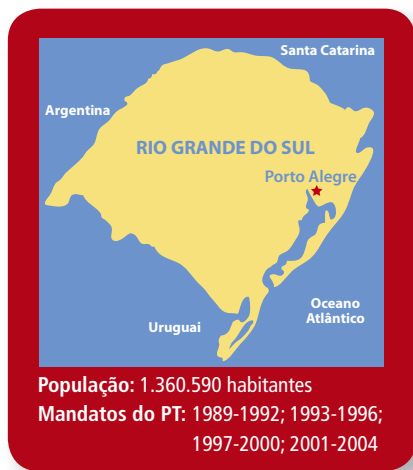 Santa Catarina
Argentina
RIO GRANDE DO SUL
Porto Alegre
Oceano
Atlântico
Uruguai
População: 1.360.590 habitantes
Mandatos do PT: 1989-1992; 1993-1996;
1997-2000; 2001-2004